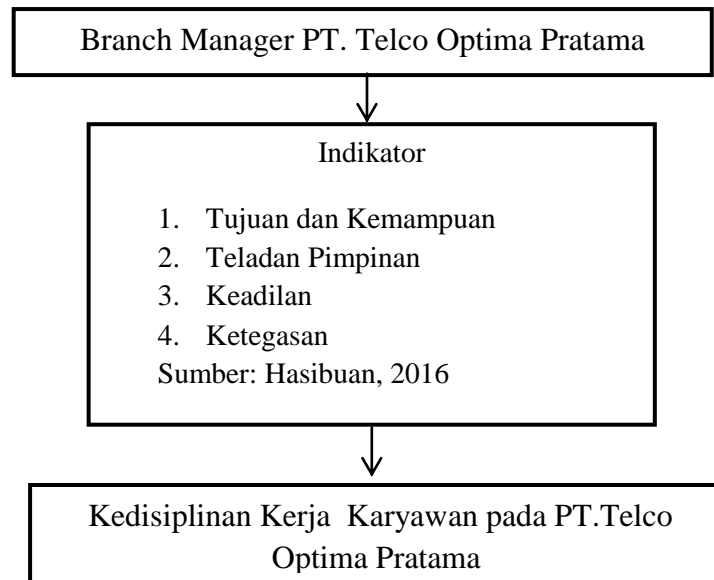 Branch Manager PT. Telco Optima Pratama
Indikator
1. Tujuan dan Kemampuan
2. Teladan Pimpinan
3. Keadilan
4. Ketegasan
Sumber: Hasibuan, 2016
Kedisiplinan Kerja Karyawan pada PT.Telco
Optima Pratama